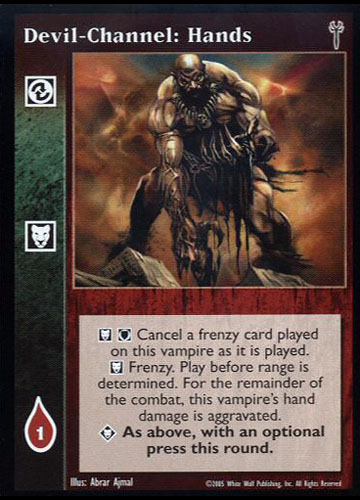 Devil-Channel: Hands
Cancel a frenzy card played
on this vampire as it is played.
Frenzy. Play before range is
determined. For the remainder of
the combat, this vampire's hand
damage is aggravated.
As above, with an optional
press this round.
1
Illus: Abrar Ajmal
©2005 White Wolf Publishing, Inc. All Rights Reserved